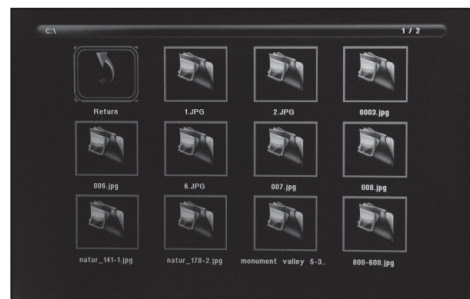 C:\ 1 / 2
Return 1.JPG 2.JPG 0003.jpg
006.jpg 6.JPG 007.jpg 008.jpg
natur_141-1.jpg natur_178-2.jpg monument valley 5-3.. 800-600.jpg